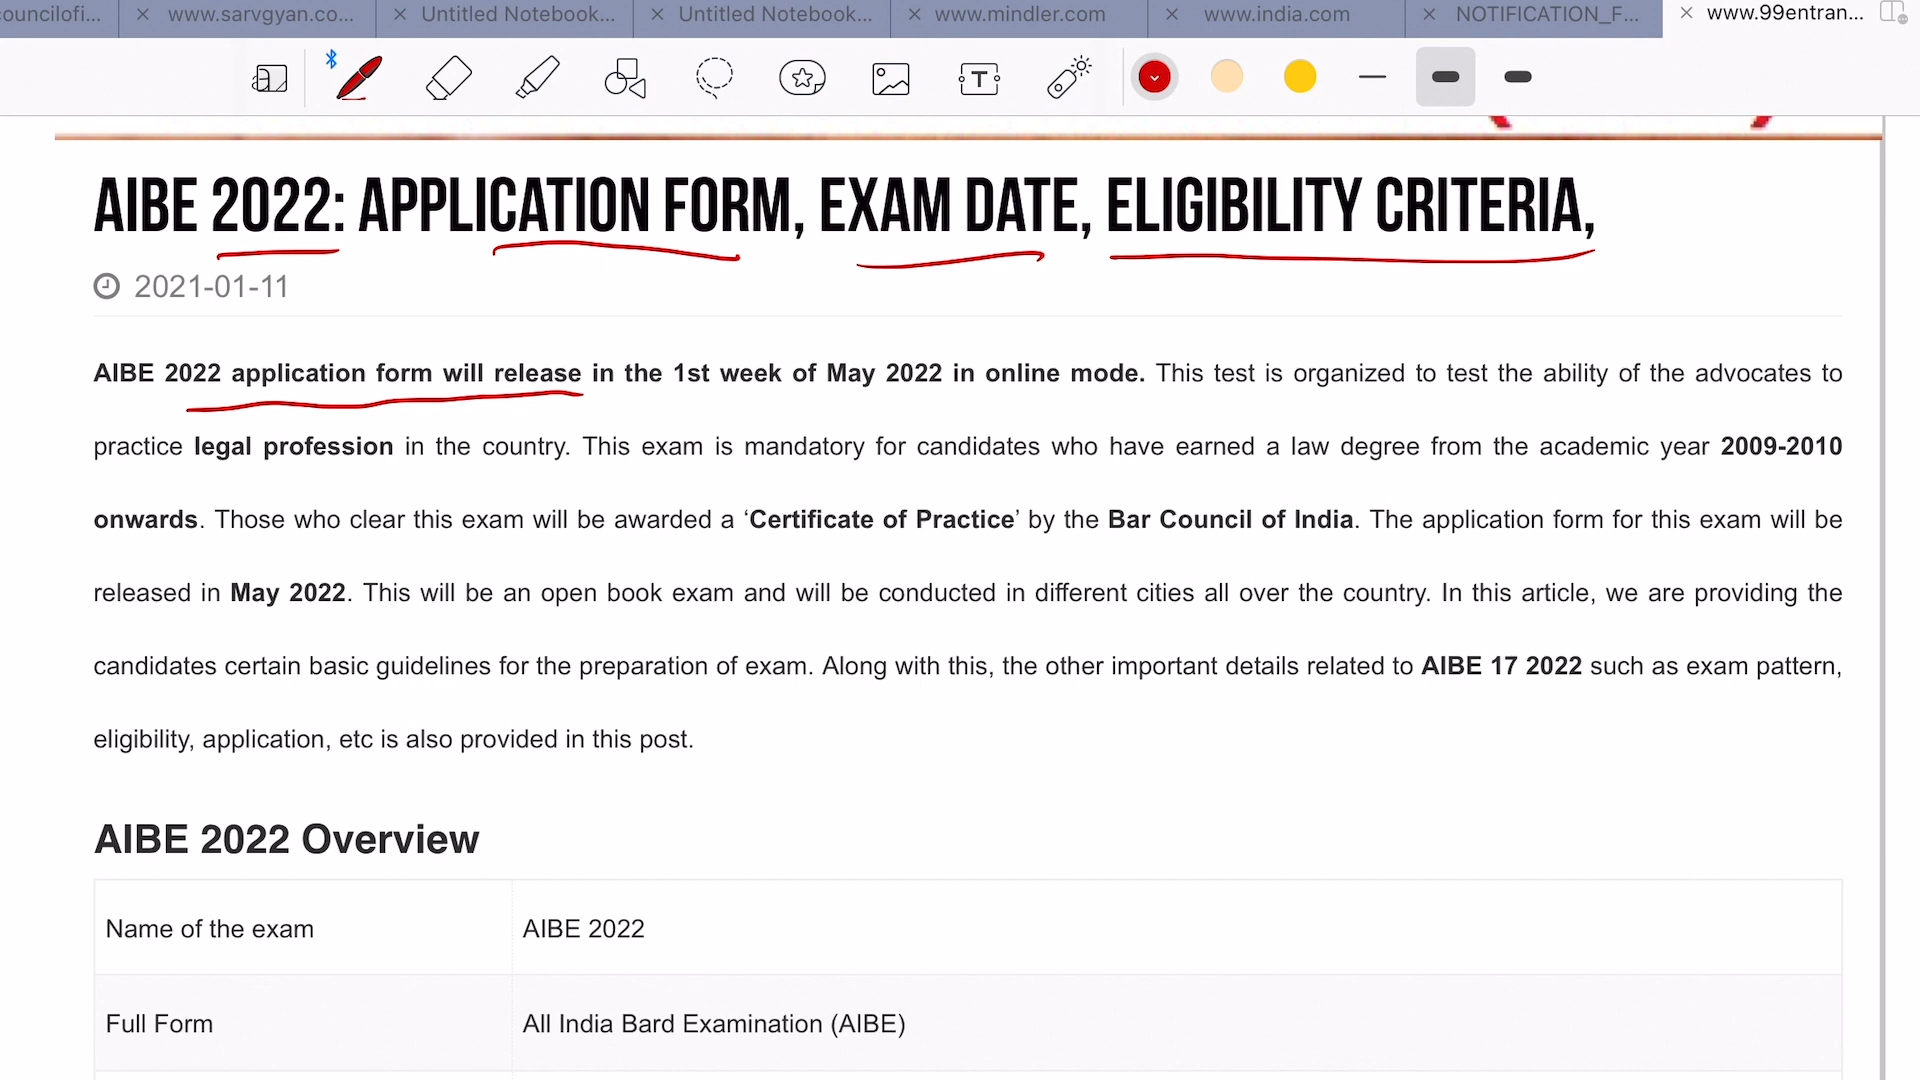 councilofi...
www.sarvgyan.co...
Untitled Notebook...
Untitled Notebook...
www.mindler.com
www.india.com
NOTIFICATION_F...
www.99entran...
T
AIBE 2022: APPLICATION FORM, EXAM DATE, ELIGIBILITY CRITERIA,
2021-01-11
AIBE 2022 application form will release in the 1st week of May 2022 in online mode. This test is organized to test the ability of the advocates to
practice legal profession in the country. This exam is mandatory for candidates who have earned a law degree from the academic year 2009-2010
onwards. Those who clear this exam will be awarded a ‘Certificate of Practice’ by the Bar Council of India. The application form for this exam will be
released in May 2022. This will be an open book exam and will be conducted in different cities all over the country. In this article, we are providing the
candidates certain basic guidelines for the preparation of exam. Along with this, the other important details related to AIBE 17 2022 such as exam pattern,
eligibility, application, etc is also provided in this post.
AIBE 2022 Overview
Name of the exam
AIBE 2022
Full Form
All India Bard Examination (AIBE)